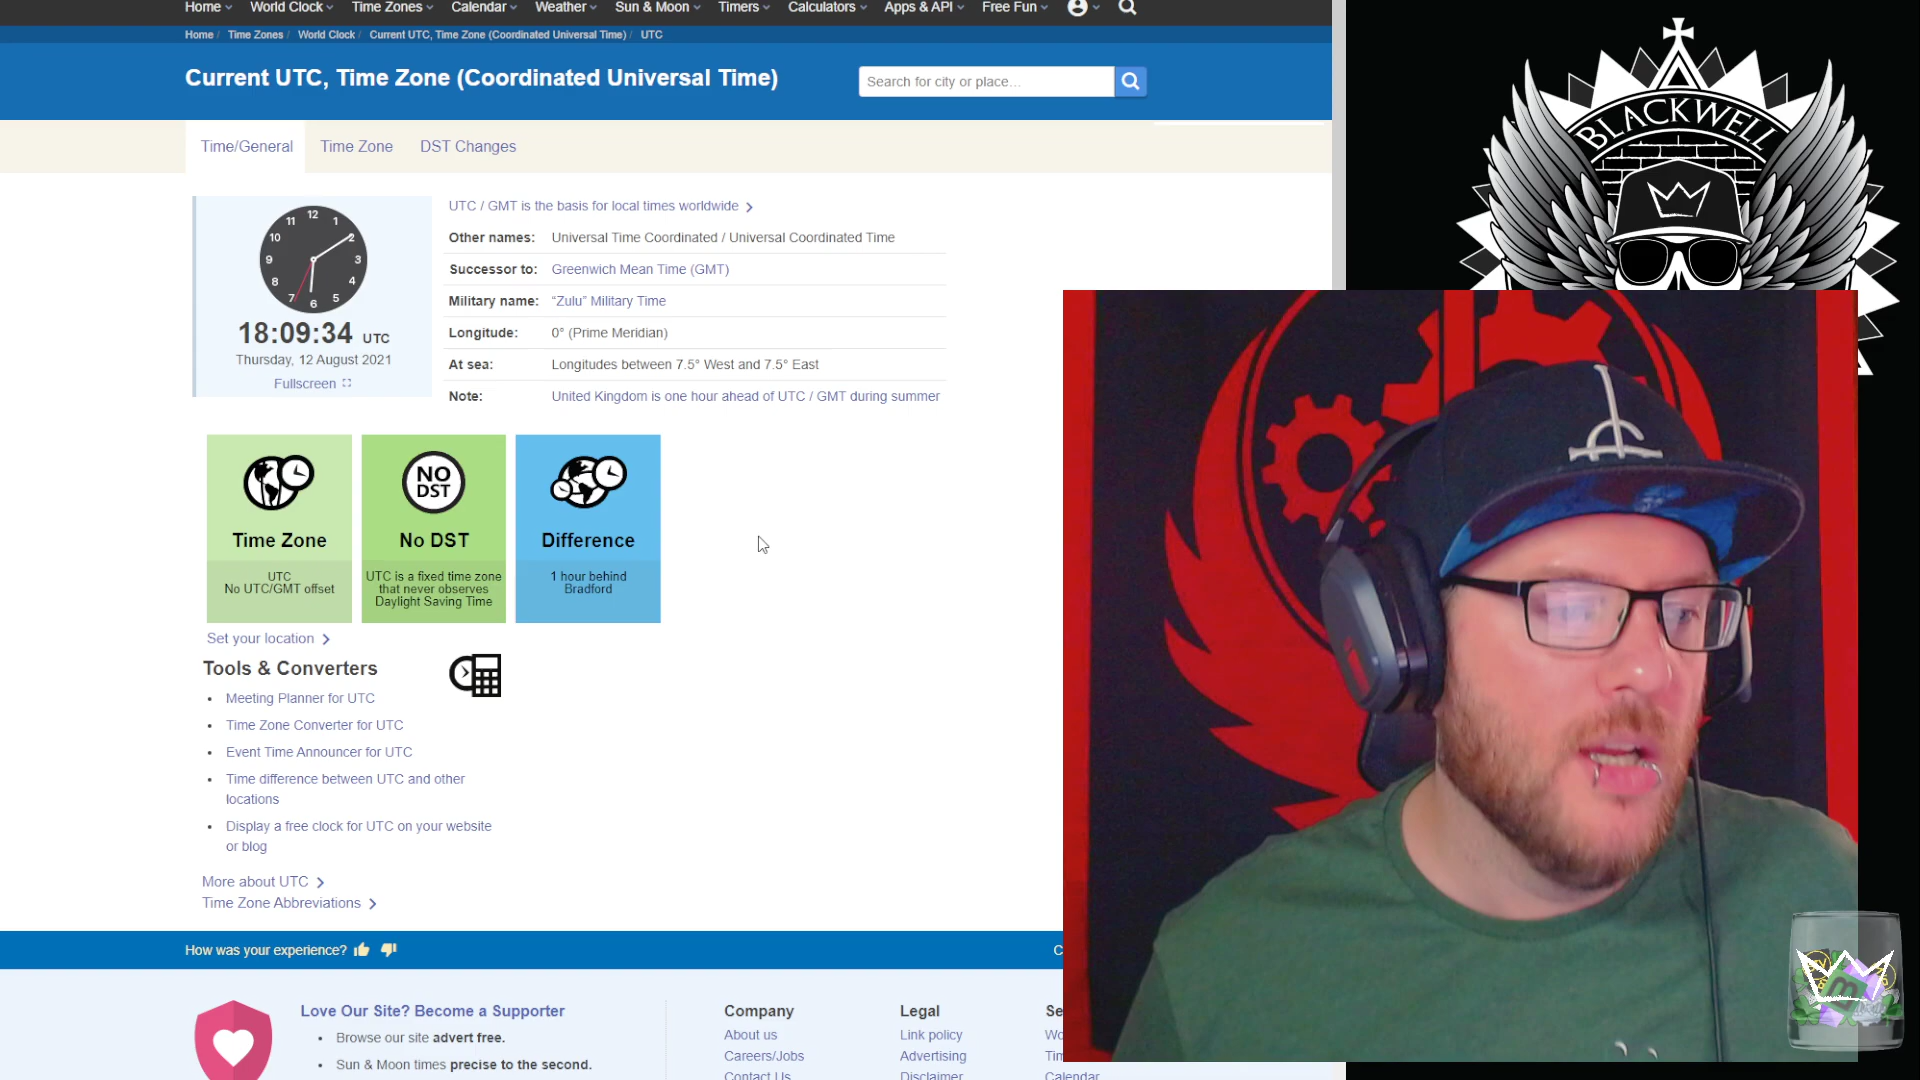 Home World Clock Time Zones Calendar Weather Sun & Moon Timers Calculators Apps & API Free Fun
Home / Time Zones / World Clock / Current UTC, Time Zone (Coordinated Universal Time) / UTC
Current UTC, Time Zone (Coordinated Universal Time)
Search for city or place...
Time/General Time Zone DST Changes
12
1
2
3
4
5
6
7
8
9
10
11
18:09:34 UTC
Thursday, 12 August 2021
Fullscreen
UTC / GMT is the basis for local times worldwide
Other names: Universal Time Coordinated / Universal Coordinated Time
Successor to: Greenwich Mean Time (GMT)
Military name: “Zulu” Military Time
Longitude: 0° (Prime Meridian)
At sea: Longitudes between 7.5° West and 7.5° East
Note: United Kingdom is one hour ahead of UTC / GMT during summer
Time Zone
UTC
No UTC/GMT offset
NO
DST
No DST
UTC is a fixed time zone
that never observes
Daylight Saving Time
Difference
1 hour behind
Bradford
Set your location
Tools & Converters
• Meeting Planner for UTC
• Time Zone Converter for UTC
• Event Time Announcer for UTC
• Time difference between UTC and other
locations
• Display a free clock for UTC on your website
or blog
More about UTC
Time Zone Abbreviations
How was your experience?
Love Our Site? Become a Supporter
• Browse our site advert free.
• Sun & Moon times precise to the second.
Company
About us
Careers/Jobs
Contact Us
Legal
Link policy
Advertising
Disclaimer
Calendar
BLACKWELL